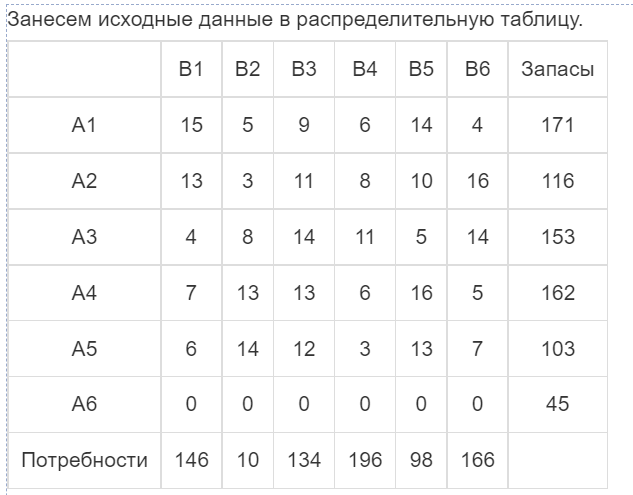 Занесем исходные данные в распределительную таблицу.
B1 B2 B3 B4 B5 B6 Запасы
A1 15 5 9 6 14 4 171
A2 13 3 11 8 10 16 116
A3 4 8 14 11 5 14 153
A4 7 13 13 6 16 5 162
A5 6 14 12 3 13 7 103
A6 0 0 0 0 0 0 45
Потребности 146 10 134 196 98 166